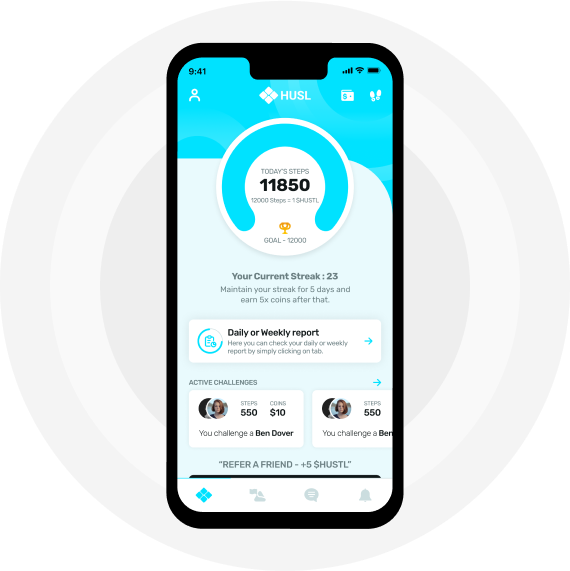 9:41
HUSL
TODAY'S STEPS
11850
12000 Steps = 1 $HUSTL
GOAL - 12000
Your Current Streak : 23
Maintain your streak for 5 days and
earn 5x coins after that.
Daily or Weekly report
Here you can check your daily or weekly
report by simply clicking on tab.
ACTIVE CHALLENGES
STEPS COINS
550 $10
You challenge a Ben Dover
STEPS
550
You challenge a Ben
"REFER A FRIEND - +5 $HUSTL"